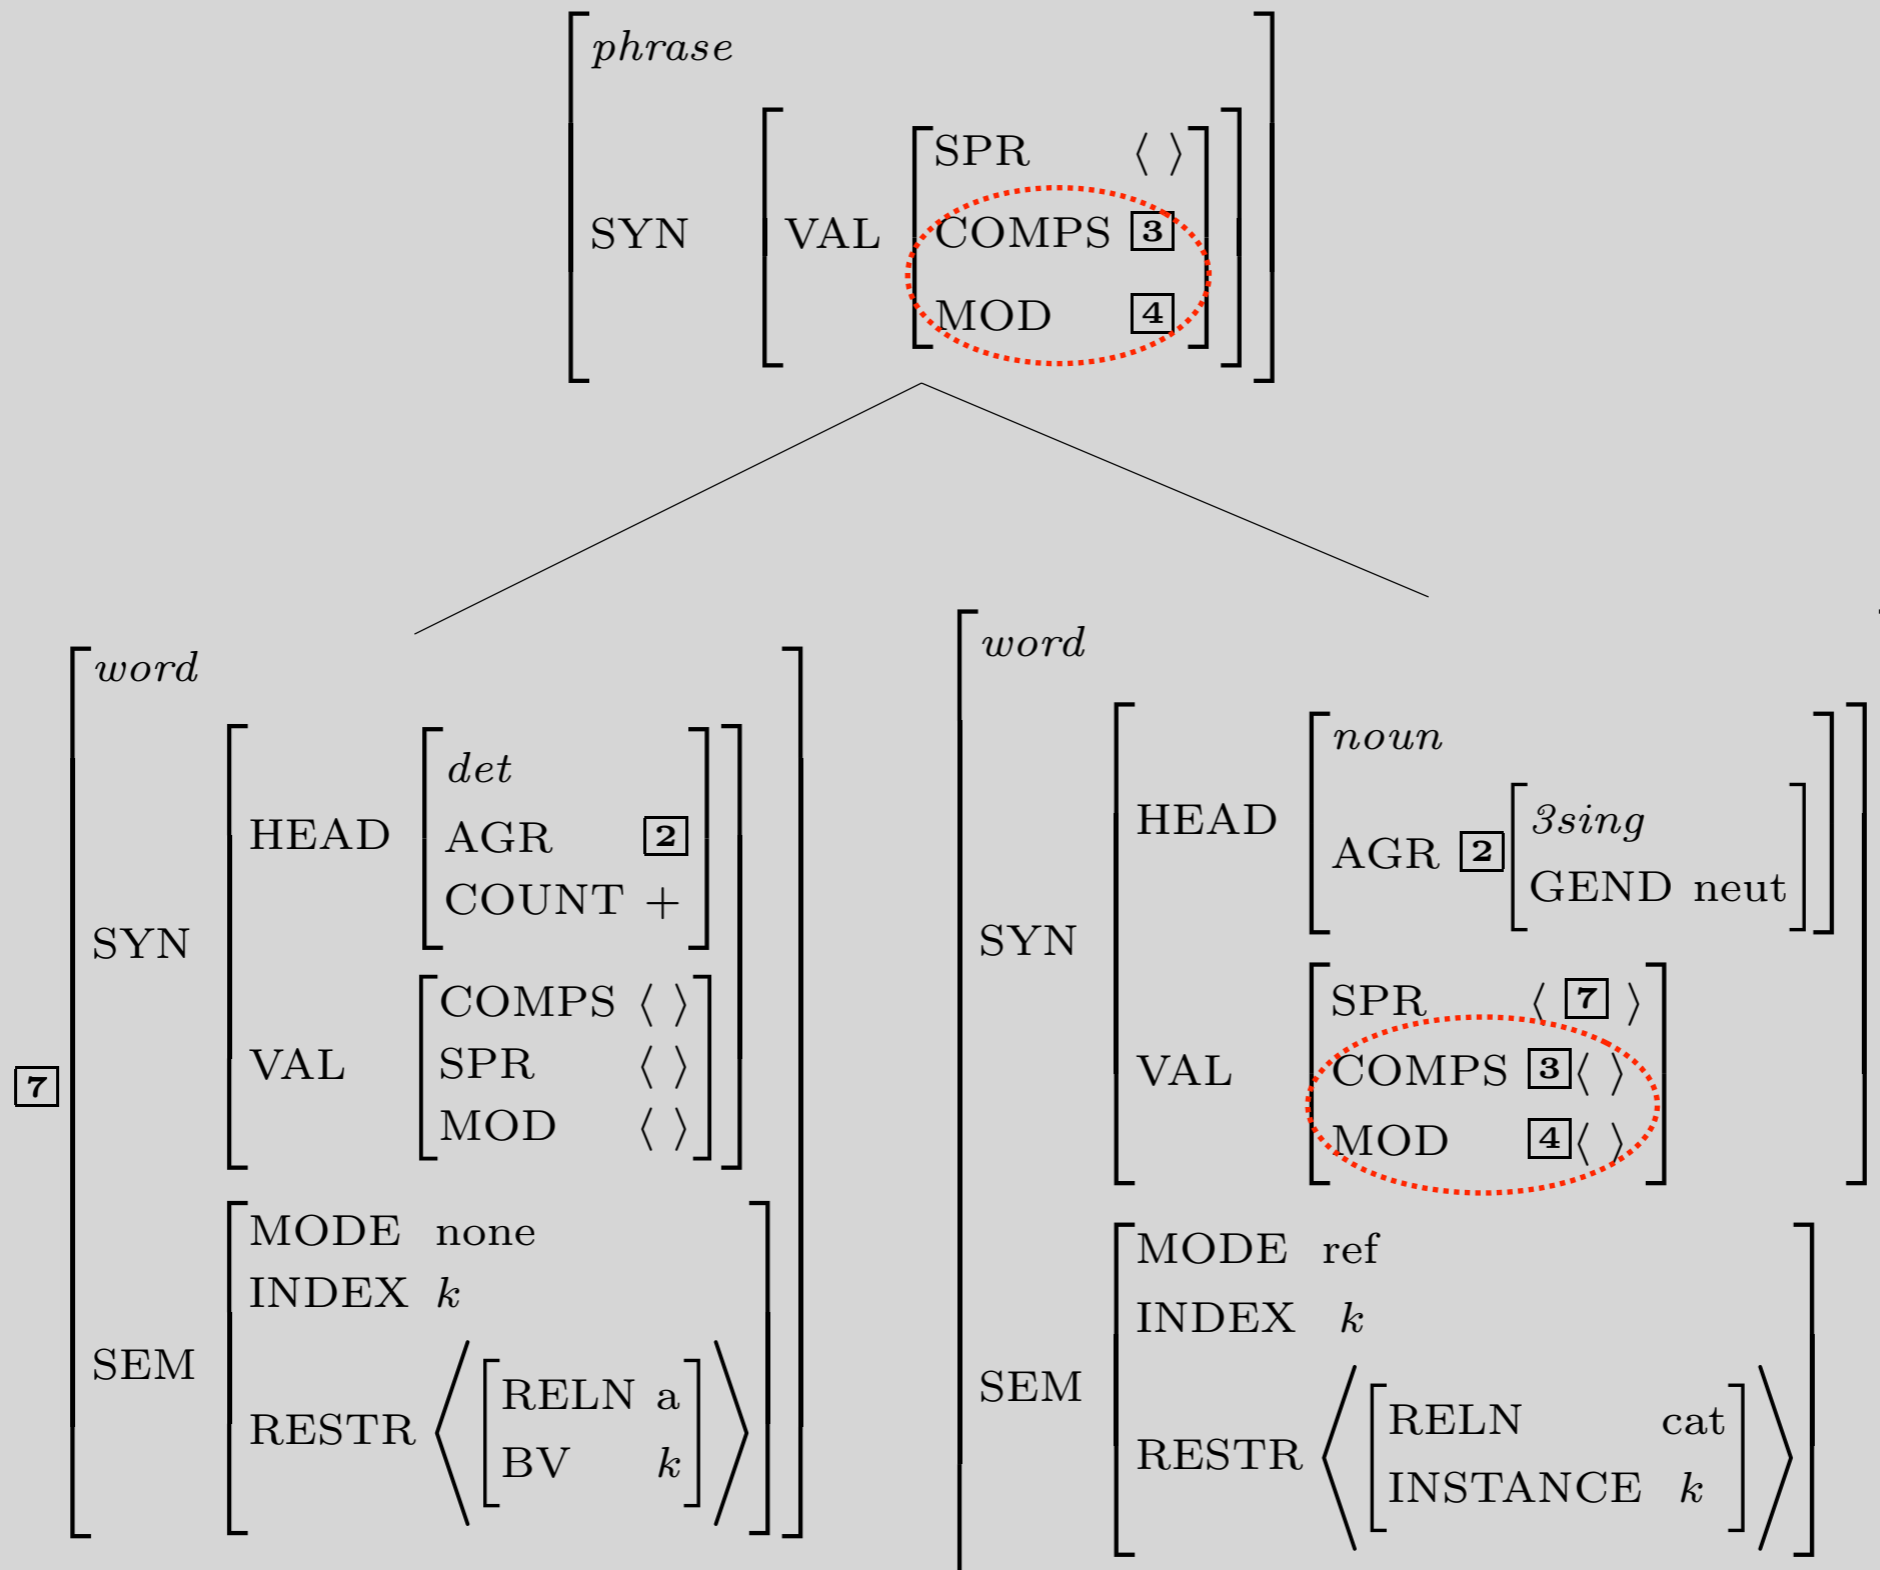 phrase
SPR ⟨ ⟩
SYN VAL COMPS 3
MOD 4
word
det
HEAD AGR 2
COUNT +
SYN
COMPS ⟨ ⟩
VAL SPR ⟨ ⟩
MOD ⟨ ⟩
7
MODE none
INDEX k
SEM
RELN a
RESTR
BV k
word
noun
HEAD
3sing
AGR 2
GEND neut
SYN
SPR ⟨ 7 ⟩
VAL COMPS 3 ⟨ ⟩
MOD 4 ⟨ ⟩
MODE ref
INDEX k
SEM
RELN cat
RESTR
INSTANCE k